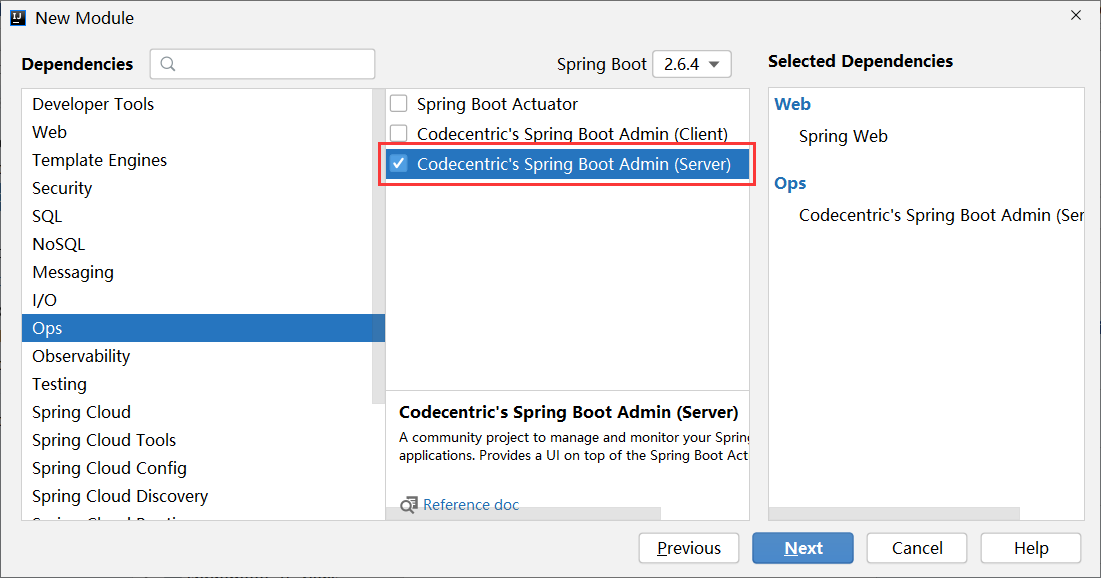 New Module
Dependencies
Spring Boot 2.6.4
Selected Dependencies
Developer Tools
Web
Template Engines
Security
SQL
NoSQL
Messaging
I/O
Ops
Observability
Testing
Spring Cloud
Spring Cloud Tools
Spring Cloud Config
Spring Cloud Discovery
Spring Boot Actuator
Codecentric's Spring Boot Admin (Client)
Codecentric's Spring Boot Admin (Server)
Codecentric's Spring Boot Admin (Server)
A community project to manage and monitor your Spring
applications. Provides a UI on top of the Spring Boot Act
Reference doc
Web
Spring Web
Ops
Codecentric's Spring Boot Admin (Ser
Previous
Next
Cancel
Help